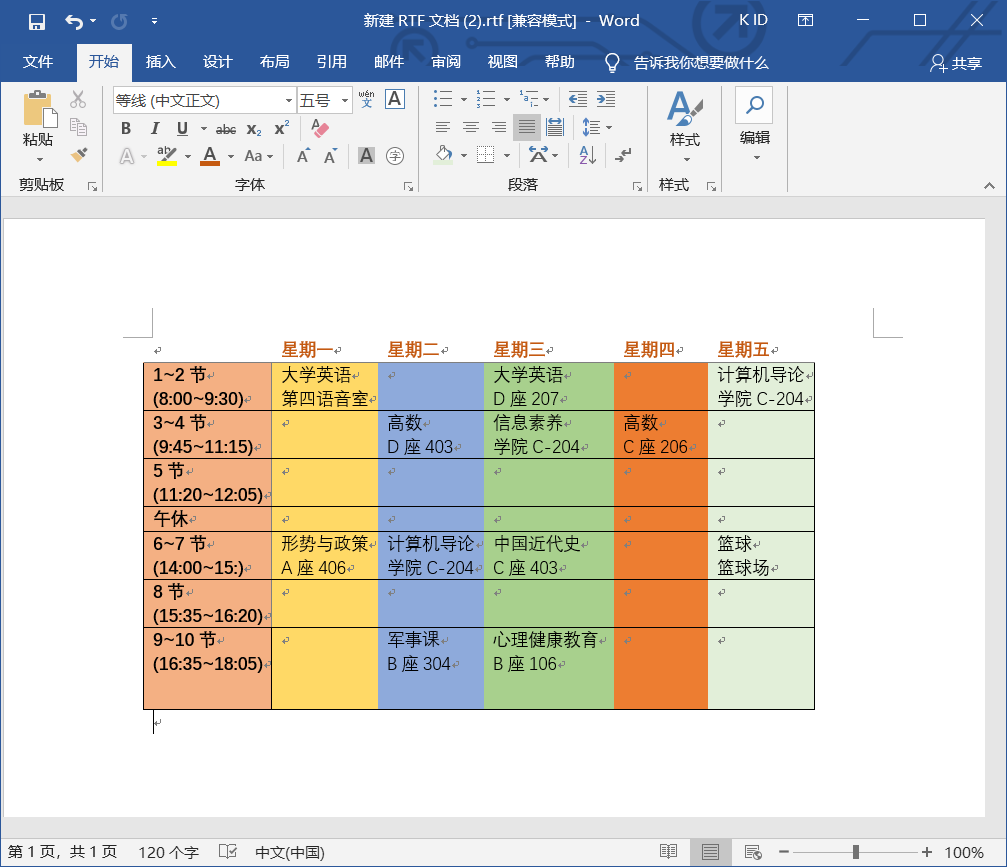 新建 RTF 文档 (2).rtf [兼容模式] - Word
K ID
文件 开始 插入 设计 布局 引用 邮件 审阅 视图 帮助 告诉我你想要做什么 共享
粘贴
等线 (中文正文) 五号 wén 文 A
B I U abc X₂ X²
A ab A Aa A A A 字
样式
编辑
剪贴板 字体 段落 样式
星期一 星期二 星期三 星期四 星期五
1~2 节 大学英语 大学英语 计算机导论
(8:00~9:30) 第四语音室 D 座 207 学院 C-204
3~4 节 高数 信息素养 高数
(9:45~11:15) D 座 403 学院 C-204 C 座 206
5 节
(11:20~12:05)
午休
6~7 节 形势与政策 计算机导论 中国近代史 篮球
(14:00~15:) A 座 406 学院 C-204 C 座 403 篮球场
8 节
(15:35~16:20)
9~10 节 军事课 心理健康教育
(16:35~18:05) B 座 304 B 座 106
第 1 页，共 1 页 120 个字 中文(中国) 100%